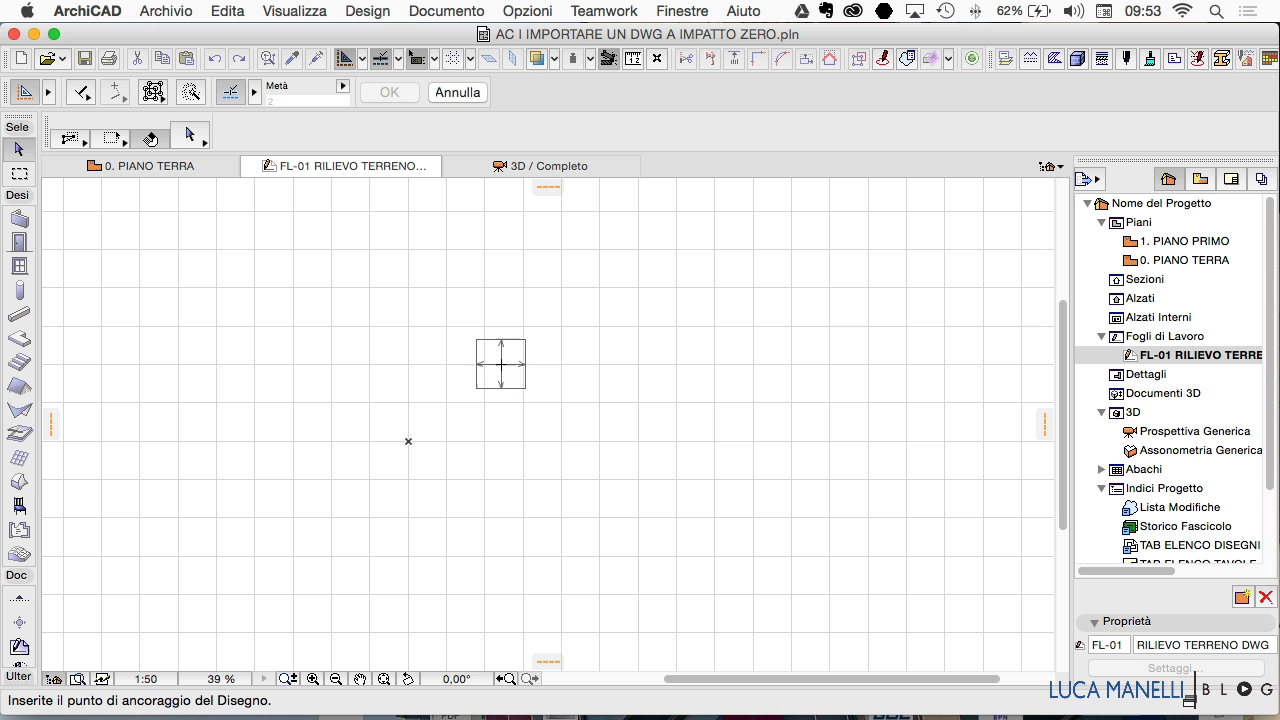 ArchiCAD Archivio Edita Visualizza Design Documento Opzioni Teamwork Finestre Aiuto 62% 09:53
AC I IMPORTARE UN DWG A IMPATTO ZERO.pln
Metà
2
OK
Annulla
Sele
0. PIANO TERRA
FL-01 RILIEVO TERRENO...
3D / Completo
Desi
Nome del Progetto
Piani
1. PIANO PRIMO
0. PIANO TERRA
Sezioni
Alzati
Alzati Interni
Fogli di Lavoro
FL-01 RILIEVO TERRE
Dettagli
Documenti 3D
3D
Prospettiva Generica
Assonometria Generica
Abachi
Indici Progetto
Lista Modifiche
Storico Fascicolo
TAB ELENCO DISEGNI
TAB ELENCO TAVOLE
Doc
Proprietà
FL-01
RILIEVO TERRENO DWG
Settaggi...
Ulter
1:50
39 %
0,00°
LUCA MANELLI BLOG
Inserite il punto di ancoraggio del Disegno.